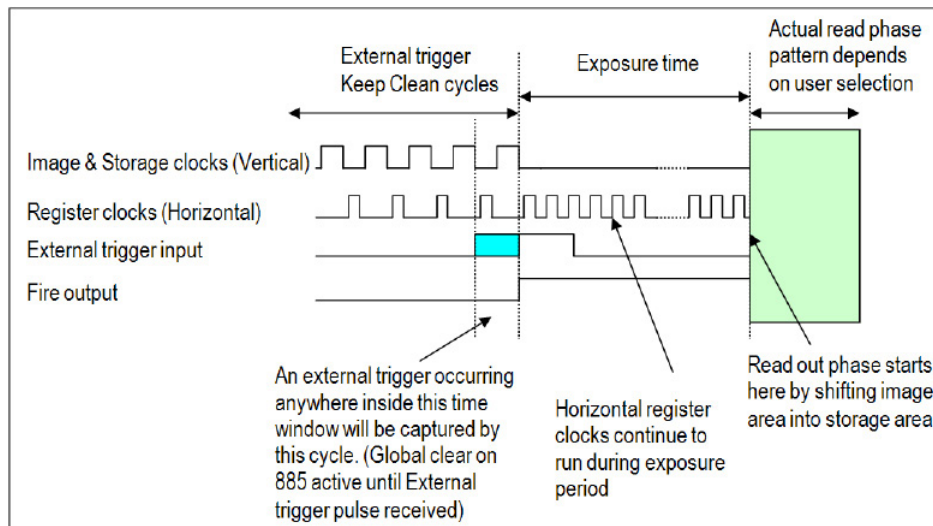 External trigger
Keep Clean cycles
Exposure time
Actual read phase
pattern depends
on user selection
Image & Storage clocks (Vertical)
Register clocks (Horizontal)
External trigger input
Fire output
An external trigger occurring
anywhere inside this time
window will be captured by
this cycle. (Global clear on
885 active until External
trigger pulse received)
Horizontal register
clocks continue to
run during exposure
period
Read out phase starts
here by shifting image
area into storage area